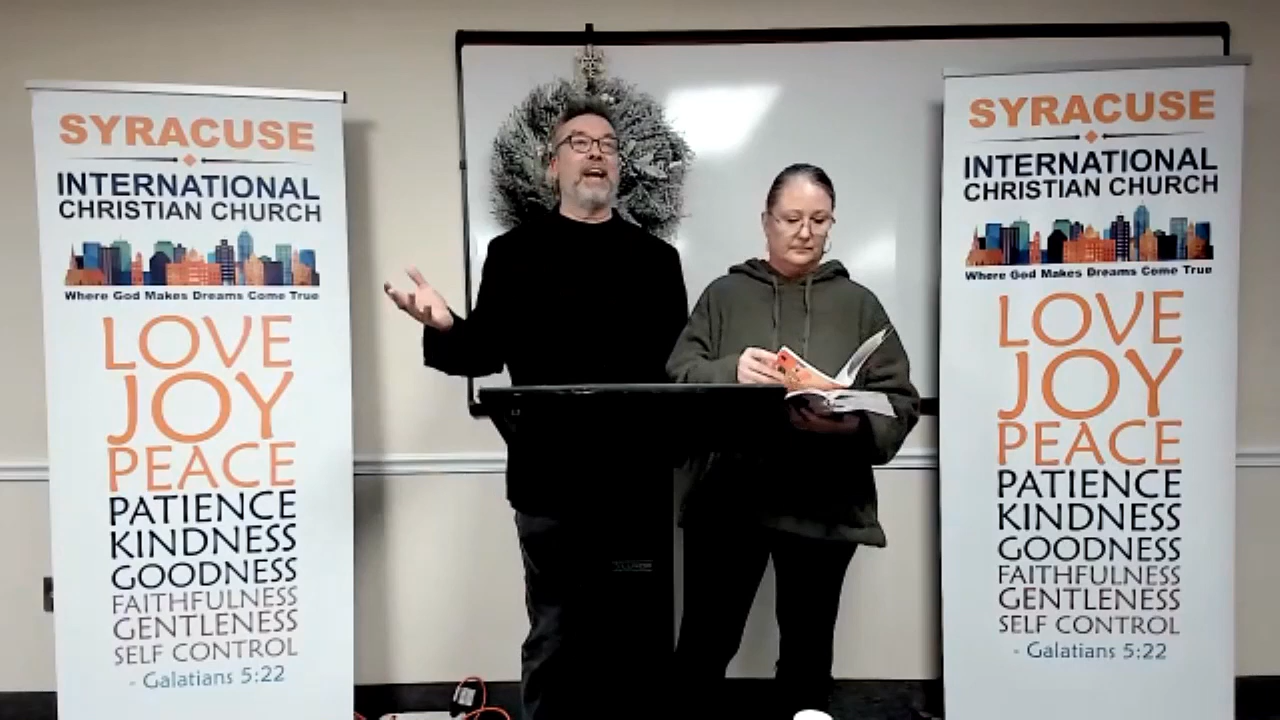 SYRACUSE
INTERNATIONAL
CHRISTIAN CHURCH
Where God Makes Dreams Come True
LOVE
JOY
PEACE
PATIENCE
KINDNESS
GOODNESS
FAITHFULNESS
GENTLENESS
SELF CONTROL
- Galatians 5:22
SYRACUSE
INTERNATIONAL
CHRISTIAN CHURCH
Where God Makes Dreams Come True
LOVE
JOY
PEACE
PATIENCE
KINDNESS
GOODNESS
FAITHFULNESS
GENTLENESS
SELF CONTROL
- Galatians 5:22